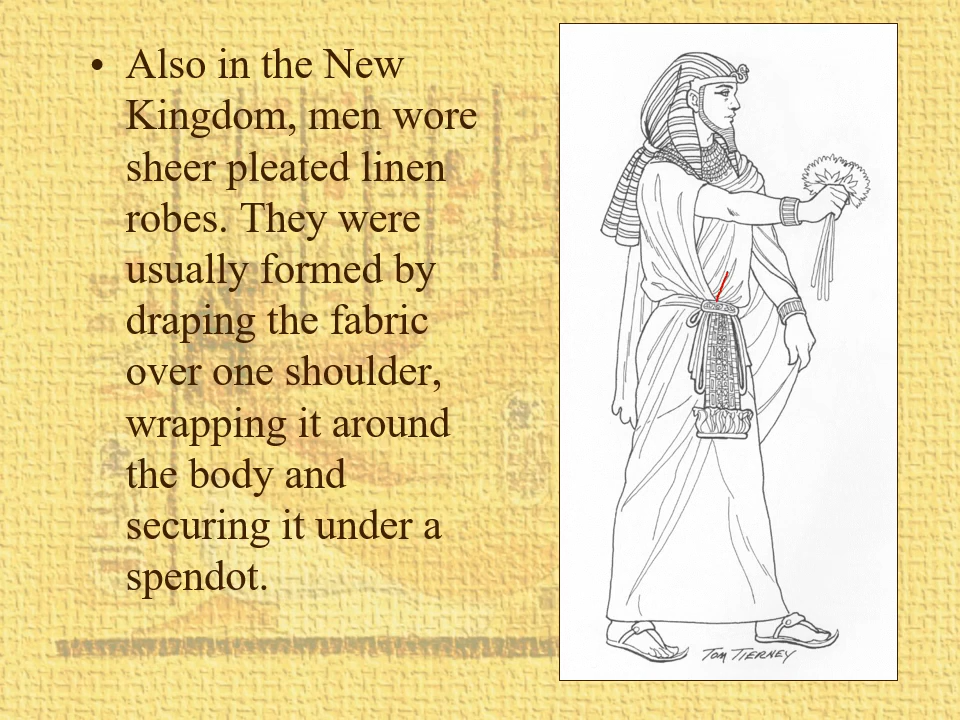 • Also in the New
Kingdom, men wore
sheer pleated linen
robes. They were
usually formed by
draping the fabric
over one shoulder,
wrapping it around
the body and
securing it under a
spendot.
Tom Tierney